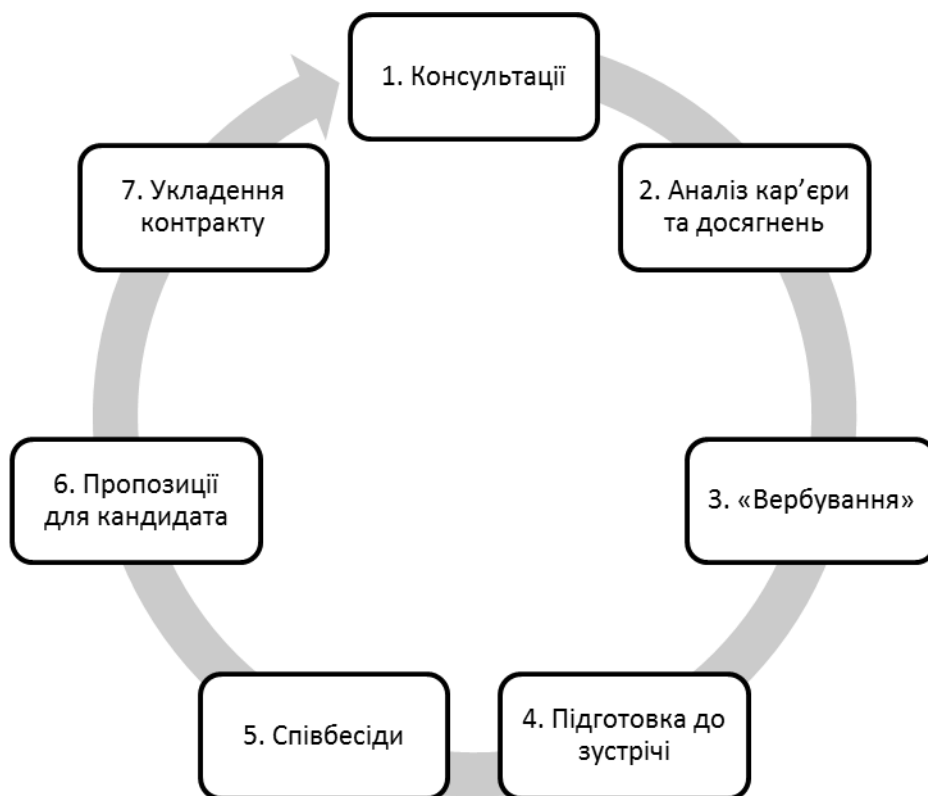 1. Консультації
2. Аналіз кар’єри
та досягнень
3. «Вербування»
4. Підготовка до
зустрічі
5. Співбесіди
6. Пропозиції
для кандидата
7. Укладення
контракту